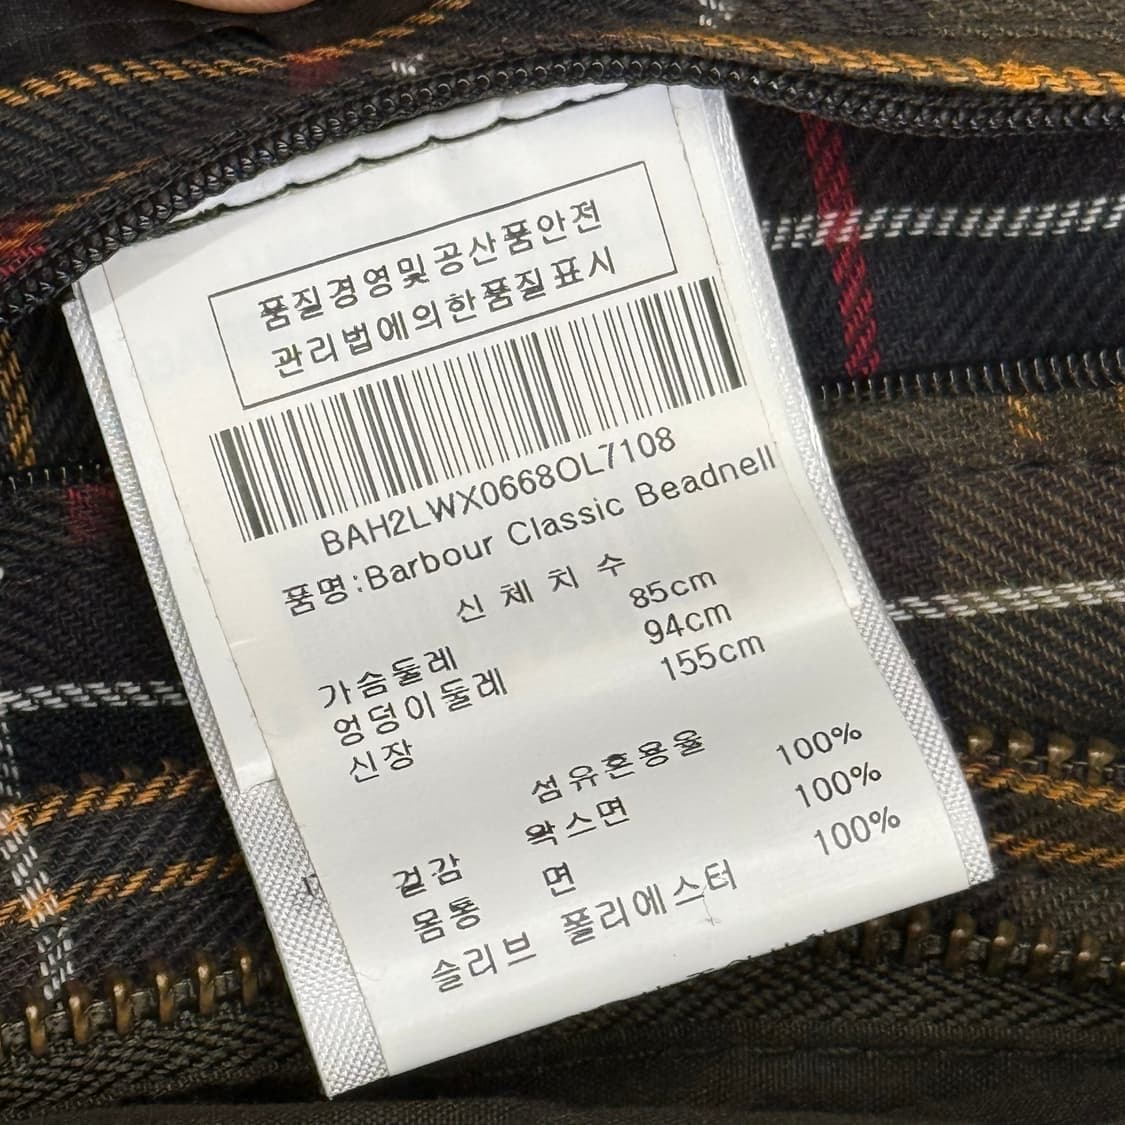 품질경영및공산품안전
관리법에의한품질표시
BAH2LWX0668OL7108
품명:Barbour Classic Beadnell
신 체 치 수
가슴둘레 85cm
엉덩이둘레 94cm
신장 155cm
섬유혼용율
겉감 왁스면 100%
몸통 면 100%
슬리브 폴리에스터 100%